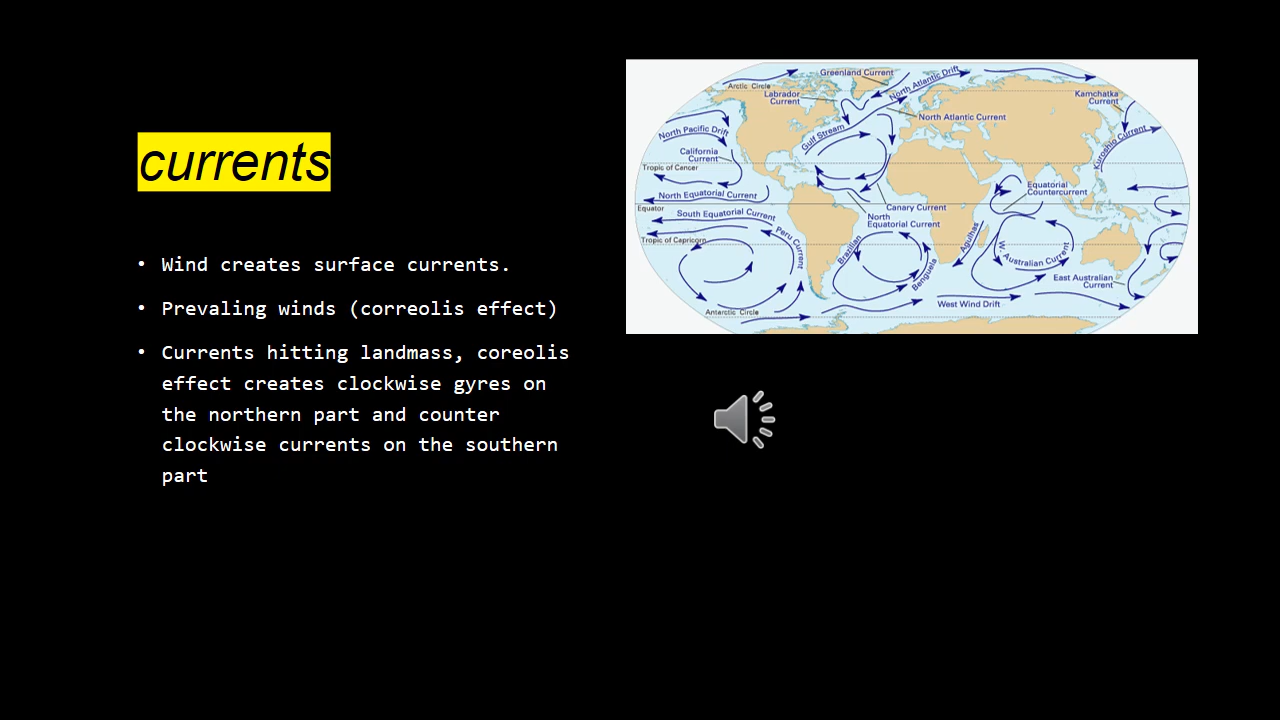 currents
• Wind creates surface currents.
• Prevaling winds (correolis effect)
• Currents hitting landmass, coreolis
effect creates clockwise gyres on
the northern part and counter
clockwise currents on the southern
part
Greenland Current
Arctic Circle
Labrador
Current
North Atlantic Drift
Kamchatka
Current
North Atlantic Current
North Pacific Drift
Gulf Stream
Kuroshio Current
California
Current
Tropic of Cancer
North Equatorial Current
Equatorial
Countercurrent
Equator
Canary Current
South Equatorial Current
North
Equatorial Current
Tropic of Capricorn
Peru Current
Brazilian
Benguela
Agulhas
W. Australian Current
East Australian
Current
West Wind Drift
Antarctic Circle